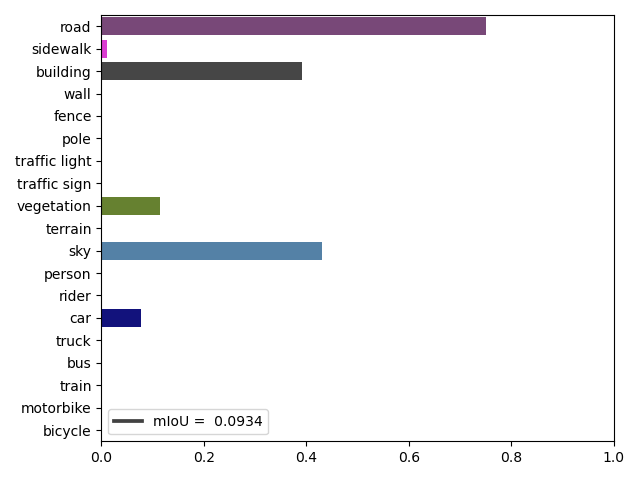 road
sidewalk
building
wall
fence
pole
traffic light
traffic sign
vegetation
terrain
sky
person
rider
car
truck
bus
train
motorbike
bicycle
mIoU =  0.0934
0.0 0.2 0.4 0.6 0.8 1.0